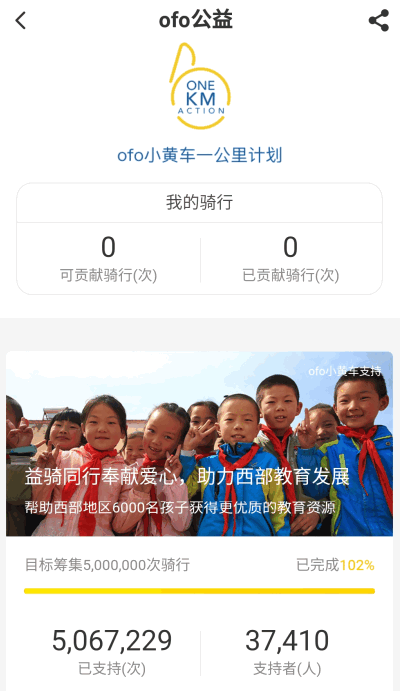 ofo公益
ONE
KM
ACTION
ofo小黄车一公里计划
我的骑行
0
0
可贡献骑行(次)
已贡献骑行(次)
ofo小黄车支持
益骑同行奉献爱心，助力西部教育发展
帮助西部地区6000名孩子获得更优质的教育资源
目标筹集5,000,000次骑行
已完成102%
5,067,229
37,410
已支持(次)
支持者(人)